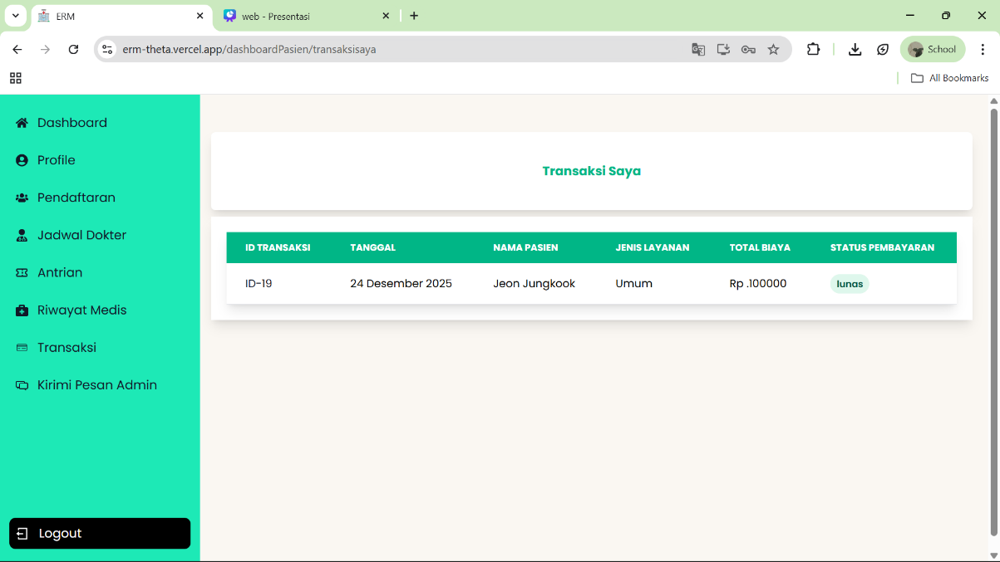 ERM
web - Presentasi
erm-theta.vercel.app/dashboardPasien/transaksisaya
School
All Bookmarks
Dashboard
Profile
Pendaftaran
Jadwal Dokter
Antrian
Riwayat Medis
Transaksi
Kirimi Pesan Admin
Logout
Transaksi Saya
ID TRANSAKSI TANGGAL NAMA PASIEN JENIS LAYANAN TOTAL BIAYA STATUS PEMBAYARAN
ID-19 24 Desember 2025 Jeon Jungkook Umum Rp .100000 lunas